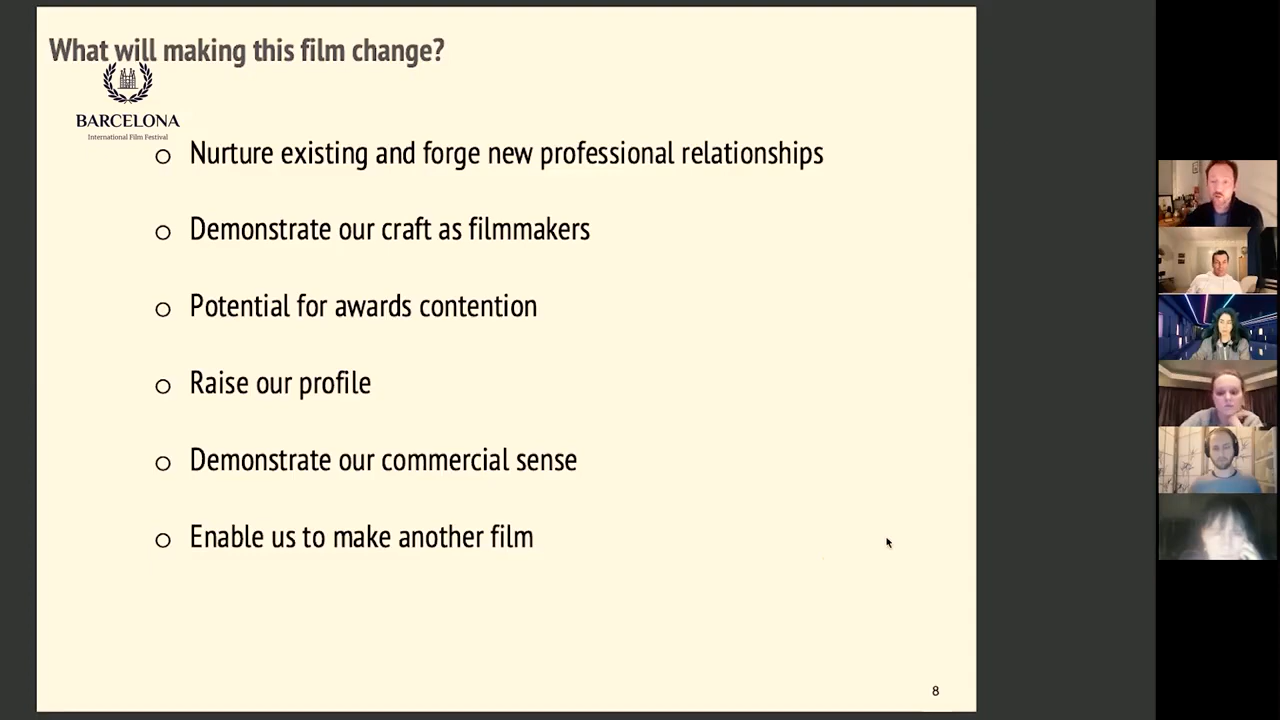 What will making this film change?
BARCELONA
International Film Festival
○ Nurture existing and forge new professional relationships
○ Demonstrate our craft as filmmakers
○ Potential for awards contention
○ Raise our profile
○ Demonstrate our commercial sense
○ Enable us to make another film
8